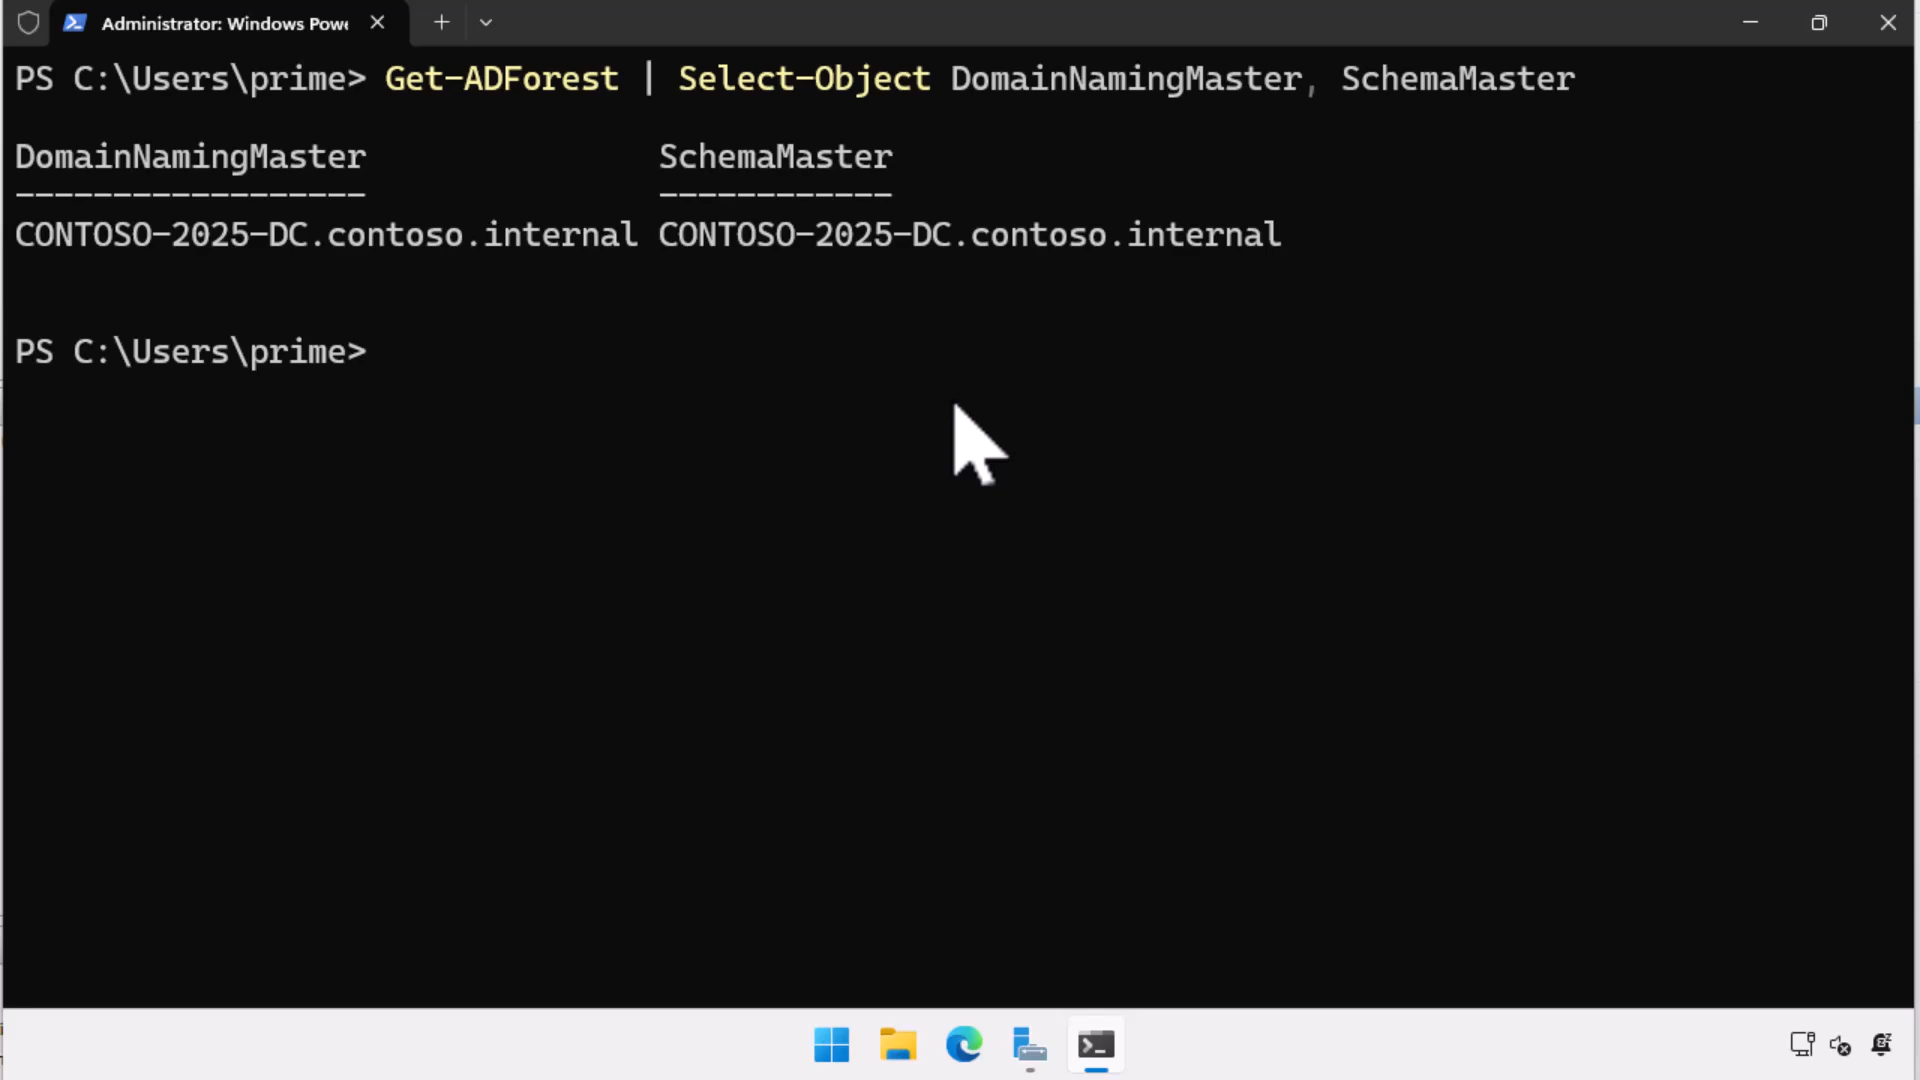 Administrator: Windows Powe
PS C:\Users\prime> Get-ADForest | Select-Object DomainNamingMaster, SchemaMaster
DomainNamingMaster SchemaMaster
------------------ ------------
CONTOSO-2025-DC.contoso.internal CONTOSO-2025-DC.contoso.internal
PS C:\Users\prime>